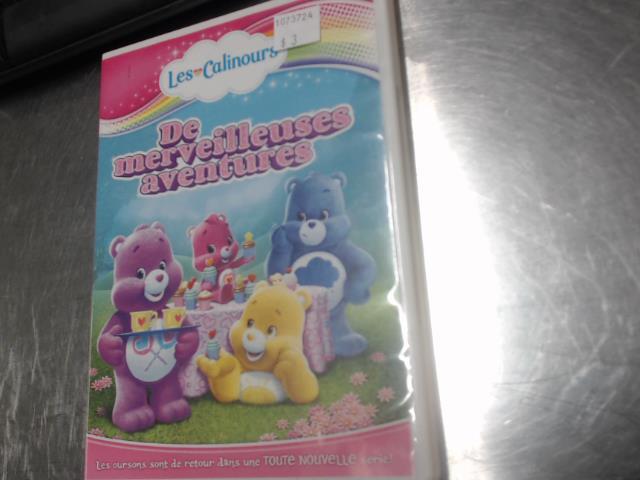 1073724
$3
Les Calinours
De
merveilleuses
aventures
Les oursons sont de retour dans une TOUTE NOUVELLE série!